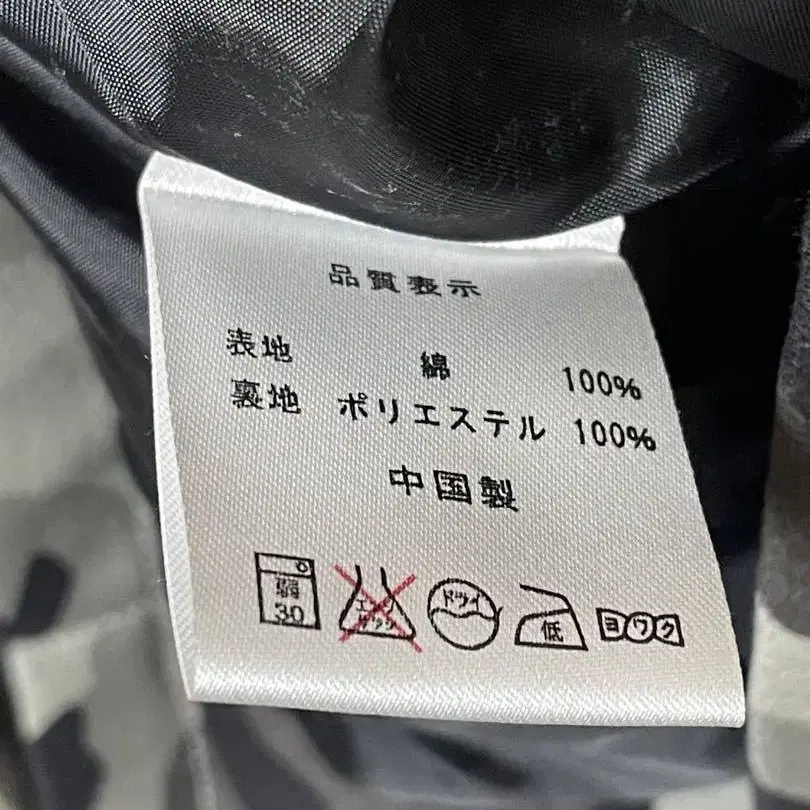 品質表示
表地 綿 100%
裏地 ポリエステル 100%
中国製
弱 30 エンソサラシ ドライ 低 ヨワク